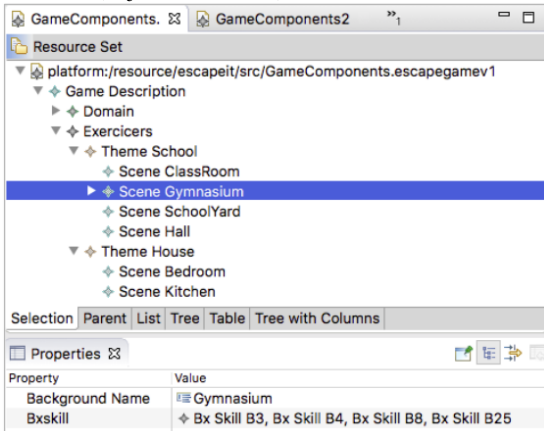 GameComponents. GameComponents2 »1
Resource Set
platform:/resource/escapeit/src/GameComponents.escapegamev1
Game Description
Domain
Exercicers
Theme School
Scene ClassRoom
Scene Gymnasium
Scene SchoolYard
Scene Hall
Theme House
Scene Bedroom
Scene Kitchen
Selection Parent List Tree Table Tree with Columns
Properties
Property Value
Background Name Gymnasium
Bxskill Bx Skill B3, Bx Skill B4, Bx Skill B8, Bx Skill B25